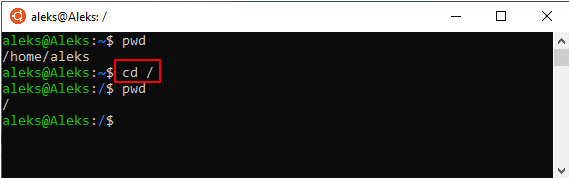 aleks@Aleks: /
aleks@Aleks:~$ pwd
/home/aleks
aleks@Aleks:~$ cd /
aleks@Aleks:/$ pwd
/
aleks@Aleks:/$